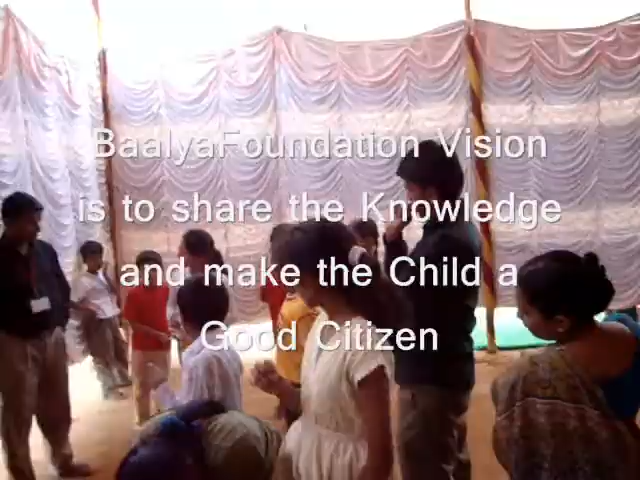 BaalyaFoundation Vision
is to share the Knowledge
and make the Child a
Good Citizen